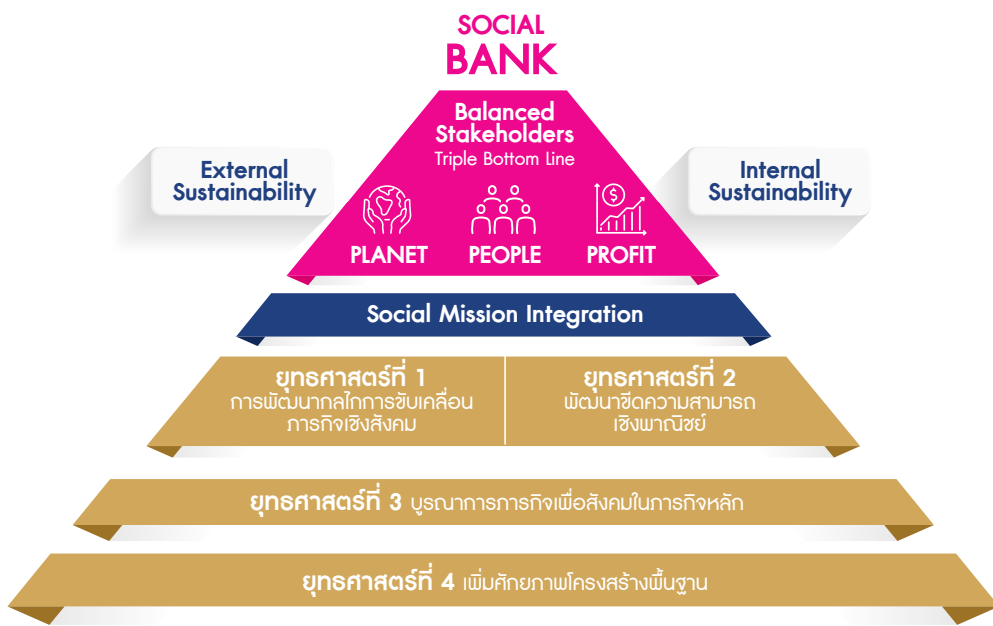 SOCIAL
BANK
Balanced
Stakeholders
Triple Bottom Line
External
Sustainability
Internal
Sustainability
PLANET
PEOPLE
PROFIT
Social Mission Integration
ยุทธศาสตร์ที่ 1
การพัฒนากลไกการขับเคลื่อน
ภารกิจเชิงสังคม
ยุทธศาสตร์ที่ 2
พัฒนาขีดความสามารถ
เชิงพาณิชย์
ยุทธศาสตร์ที่ 3 บูรณาการภารกิจเพื่อสังคมในภารกิจหลัก
ยุทธศาสตร์ที่ 4 เพิ่มศักยภาพโครงสร้างพื้นฐาน